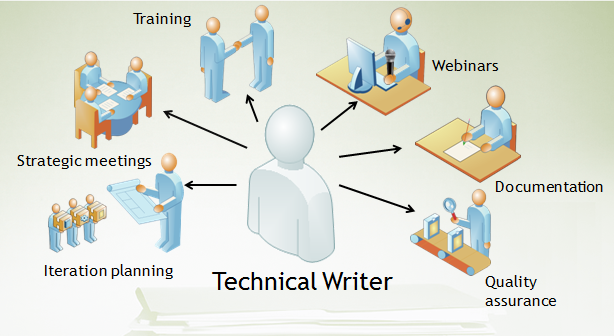 Training
Webinars
Strategic meetings
Documentation
Iteration planning
Technical Writer
Quality
assurance